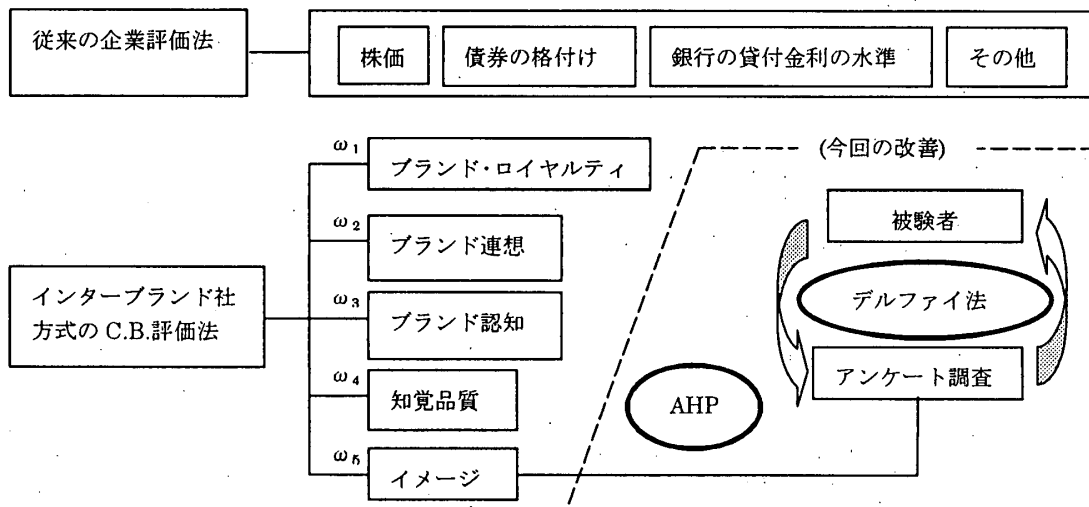 従来の企業評価法
株価
債券の格付け
銀行の貸付金利の水準
その他
ω1
ブランド・ロイヤルティ
ω2
ブランド連想
インターブランド社
方式のC.B.評価法
ω3
ブランド認知
ω4
知覚品質
ω5
イメージ
(今回の改善)
被験者
デルファイ法
アンケート調査
AHP